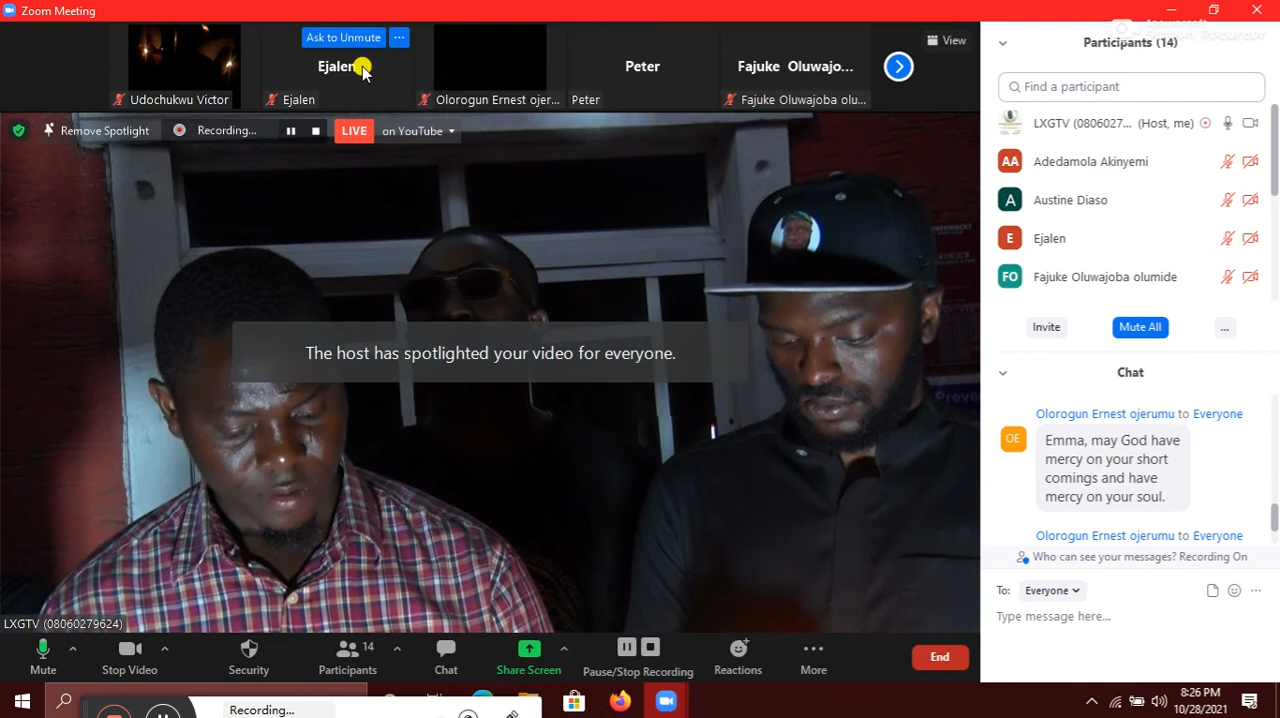 Zoom Meeting
Ask to Unmute
...
Ejalen
Peter
Fajuke Oluwajo...
View
Udochukwu Victor
Ejalen
Olorogun Ernest ojer...
Peter
Fajuke Oluwajoba olu...
Remove Spotlight
Recording...
LIVE
on YouTube
The host has spotlighted your video for everyone.
LXGTV (08060279624)
Mute
Stop Video
Security
14
Participants
Chat
Share Screen
Pause/Stop Recording
Reactions
More
End
Participants (14)
Find a participant
LXGTV (0806027... (Host, me)
AA
Adedamola Akinyemi
A
Austine Diaso
E
Ejalen
FO
Fajuke Oluwajoba olumide
Invite
Mute All
...
Chat
Olorogun Ernest ojerumu to Everyone
OE
Emma, may God have
mercy on your short
comings and have
mercy on your soul.
Olorogun Ernest ojerumu to Everyone
Who can see your messages? Recording On
To:
Everyone
Type message here...
Recording...
8:26 PM
10/28/2021